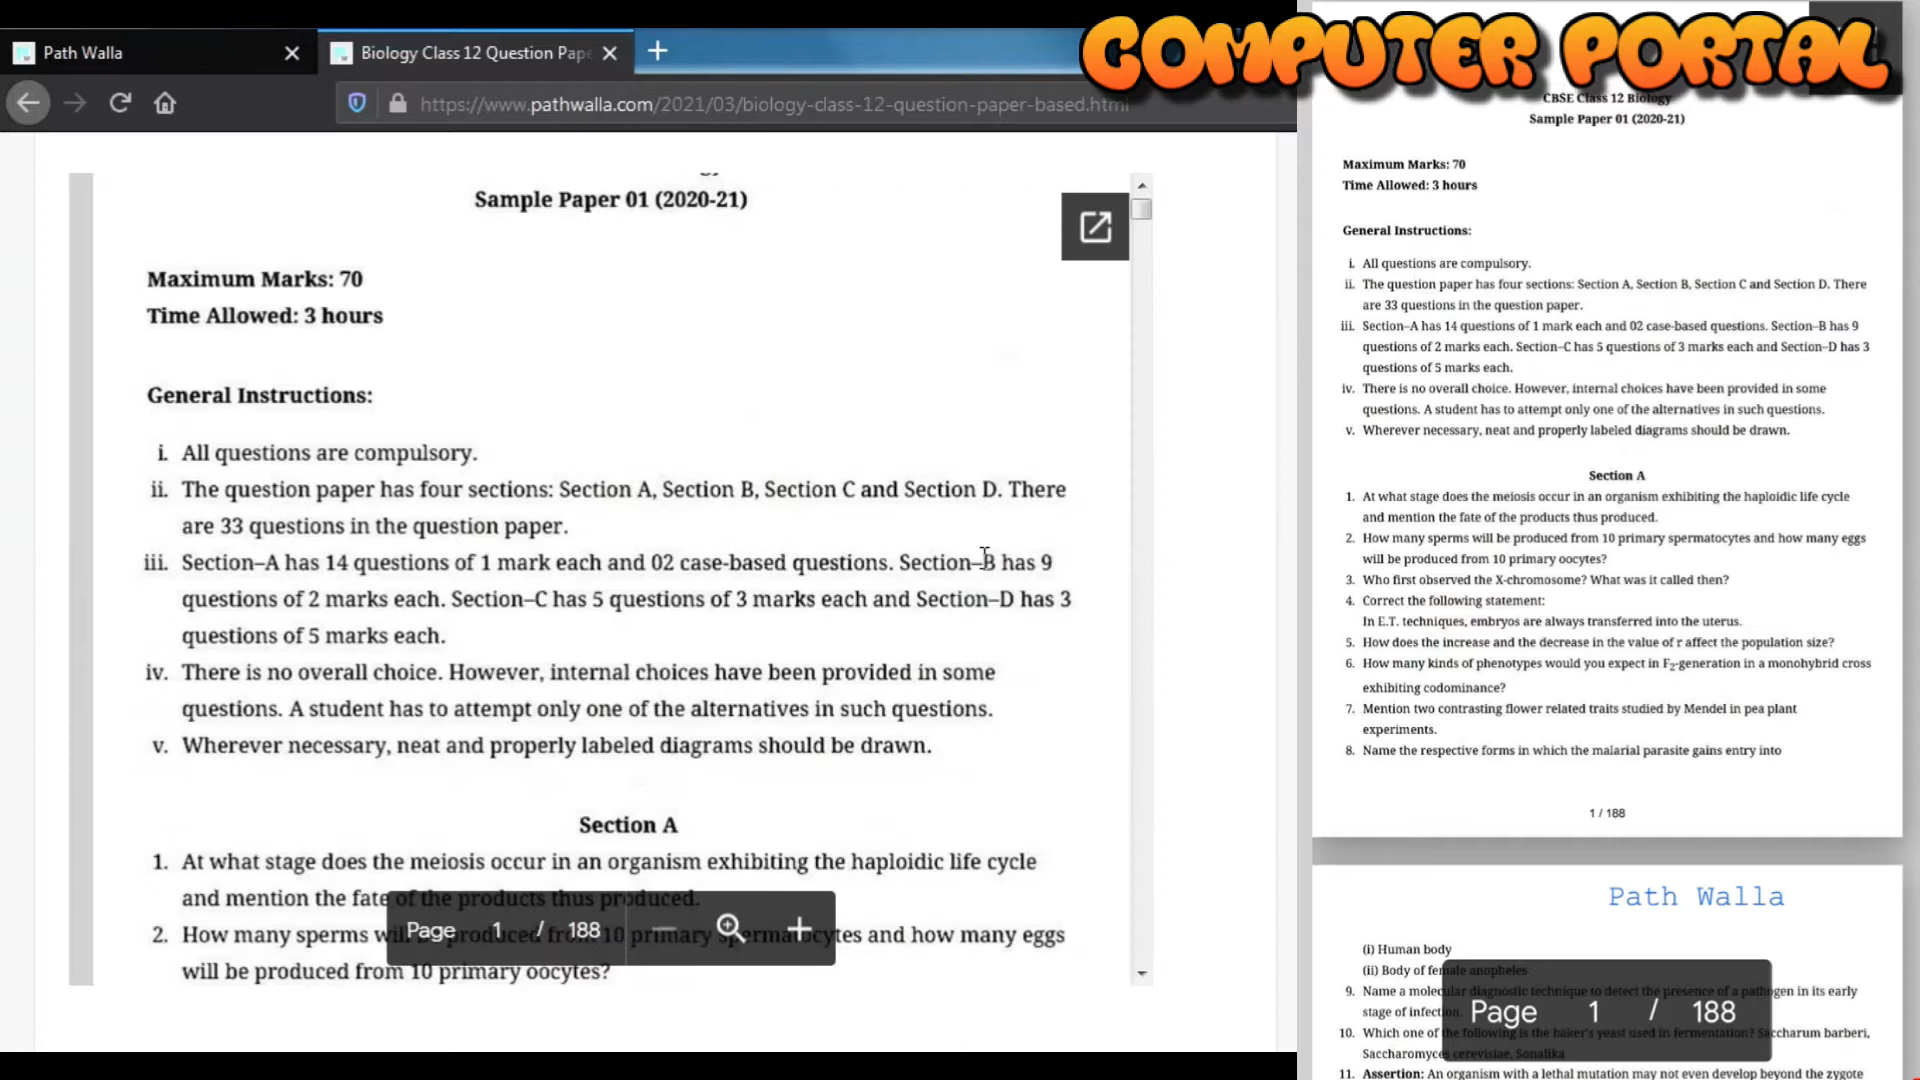 COMPUTER PORTAL
Path Walla
Biology Class 12 Question Pape
https://www.pathwalla.com/2021/03/biology-class-12-question-paper-based.html
Sample Paper 01 (2020-21)
Maximum Marks: 70
Time Allowed: 3 hours
General Instructions:
i. All questions are compulsory.
ii. The question paper has four sections: Section A, Section B, Section C and Section D. There
are 33 questions in the question paper.
iii. Section–A has 14 questions of 1 mark each and 02 case-based questions. Section–B has 9
questions of 2 marks each. Section–C has 5 questions of 3 marks each and Section–D has 3
questions of 5 marks each.
iv. There is no overall choice. However, internal choices have been provided in some
questions. A student has to attempt only one of the alternatives in such questions.
v. Wherever necessary, neat and properly labeled diagrams should be drawn.
Section A
1. At what stage does the meiosis occur in an organism exhibiting the haploidic life cycle
and mention the fate of the products thus produced.
2. How many sperms will be produced from 10 primary spermatocytes and how many eggs
will be produced from 10 primary oocytes?
Page 1 / 188
CBSE Class 12 Biology
Sample Paper 01 (2020-21)
Maximum Marks: 70
Time Allowed: 3 hours
General Instructions:
i. All questions are compulsory.
ii. The question paper has four sections: Section A, Section B, Section C and Section D. There
are 33 questions in the question paper.
iii. Section–A has 14 questions of 1 mark each and 02 case-based questions. Section–B has 9
questions of 2 marks each. Section–C has 5 questions of 3 marks each and Section–D has 3
questions of 5 marks each.
iv. There is no overall choice. However, internal choices have been provided in some
questions. A student has to attempt only one of the alternatives in such questions.
v. Wherever necessary, neat and properly labeled diagrams should be drawn.
Section A
1. At what stage does the meiosis occur in an organism exhibiting the haploidic life cycle
and mention the fate of the products thus produced.
2. How many sperms will be produced from 10 primary spermatocytes and how many eggs
will be produced from 10 primary oocytes?
3. Who first observed the X-chromosome? What was it called then?
4. Correct the following statement:
In E.T. techniques, embryos are always transferred into the uterus.
5. How does the increase and the decrease in the value of r affect the population size?
6. How many kinds of phenotypes would you expect in F2-generation in a monohybrid cross
exhibiting codominance?
7. Mention two contrasting flower related traits studied by Mendel in pea plant
experiments.
8. Name the respective forms in which the malarial parasite gains entry into
1 / 188
Path Walla
(i) Human body
(ii) Body of female anopheles
9. Name a molecular diagnostic technique to detect the presence of a pathogen in its early
stage of infection.
10. Which one of the following is the baker's yeast used in fermentation? Saccharum barberi,
Saccharomyces cerevisiae, Sonalika
11. Assertion: An organism with a lethal mutation may not even develop beyond the zygote
Page 1 / 188